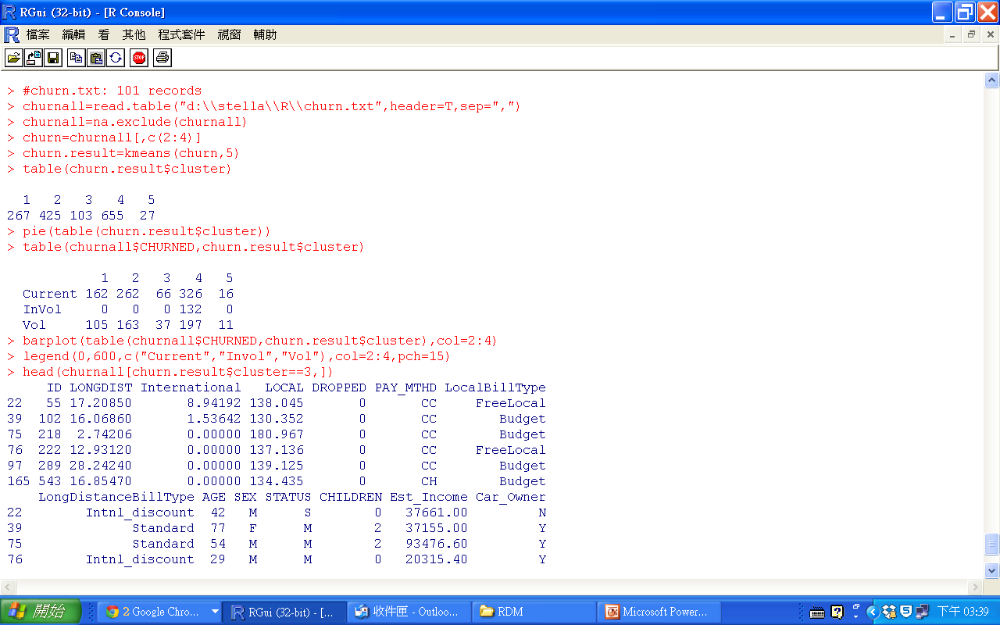 RGui (32-bit) - [R Console]
檔案 編輯 看 其他 程式套件 視窗 輔助
STOP
> #churn.txt: 101 records
> churnall=read.table("d:\\stella\\R\\churn.txt",header=T,sep=",")
> churnall=na.exclude(churnall)
> churn=churnall[,c(2:4)]
> churn.result=kmeans(churn,5)
> table(churn.result$cluster)
1 2 3 4 5
267 425 103 655 27
> pie(table(churn.result$cluster))
> table(churnall$CHURNED,churn.result$cluster)
1 2 3 4 5
Current 162 262 66 326 16
InVol 0 0 0 132 0
Vol 105 163 37 197 11
> barplot(table(churnall$CHURNED,churn.result$cluster),col=2:4)
> legend(0,600,c("Current","Invol","Vol"),col=2:4,pch=15)
> head(churnall[churn.result$cluster==3,])
ID LONGDIST International LOCAL DROPPED PAY_MTHD LocalBillType
22 55 17.20850 8.94192 138.045 0 CC FreeLocal
39 102 16.06860 1.53642 130.352 0 CC Budget
75 218 2.74206 0.00000 180.967 0 CC Budget
76 222 12.93120 0.00000 137.136 0 CC FreeLocal
97 289 28.24240 0.00000 139.125 0 CC Budget
165 543 16.85470 0.00000 134.435 0 CH Budget
LongDistanceBillType AGE SEX STATUS CHILDREN Est_Income Car_Owner
22 Intnl_discount 42 M S 0 37661.00 N
39 Standard 77 F M 2 37155.00 Y
75 Standard 54 M M 2 93476.60 Y
76 Intnl_discount 29 M M 0 20315.40 Y
開始 2 Google Chro... RGui (32-bit) - [... 收件匣 - Outloo... RDM Microsoft Power... 下午 03:39